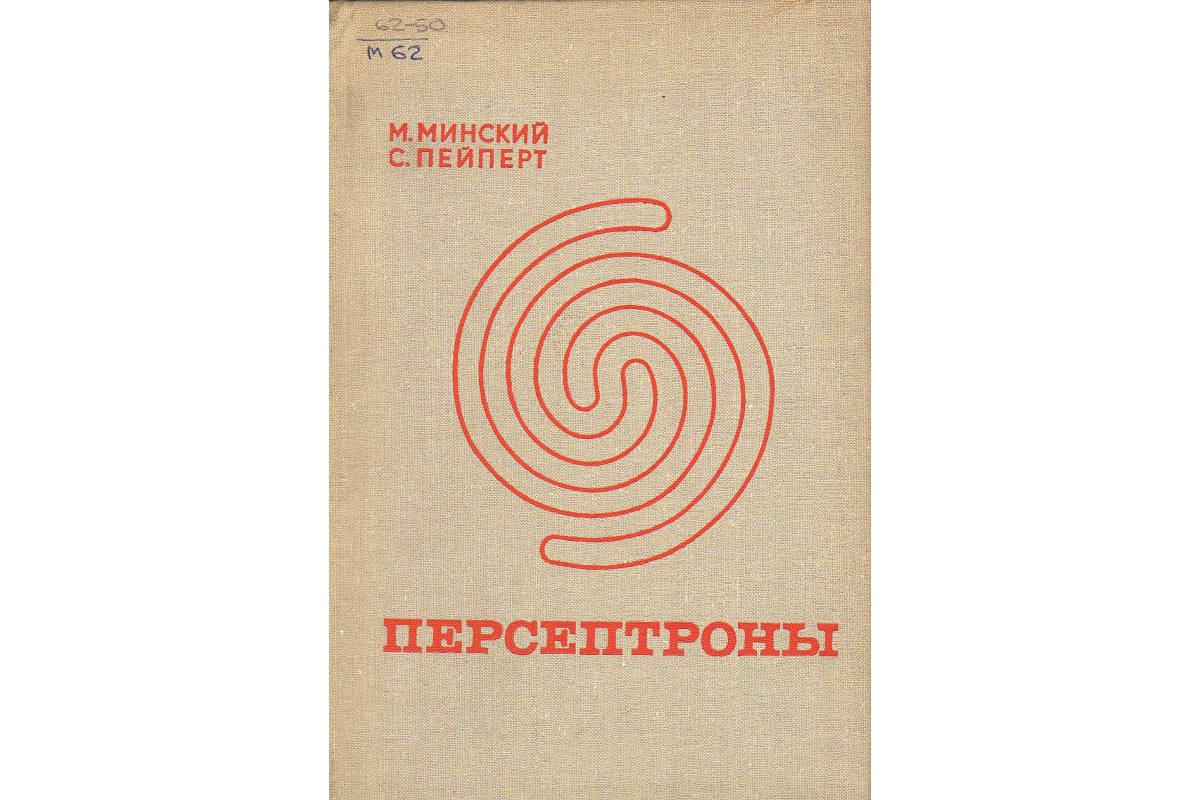 62-50
М 62
М. МИНСКИЙ
С. ПЕЙПЕРТ
ПЕРСЕПТРОНЫ